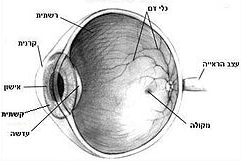 כלי דם
רשתית
קרנית
עצב הראייה
אישון
קשתית
עדשה
מקולה